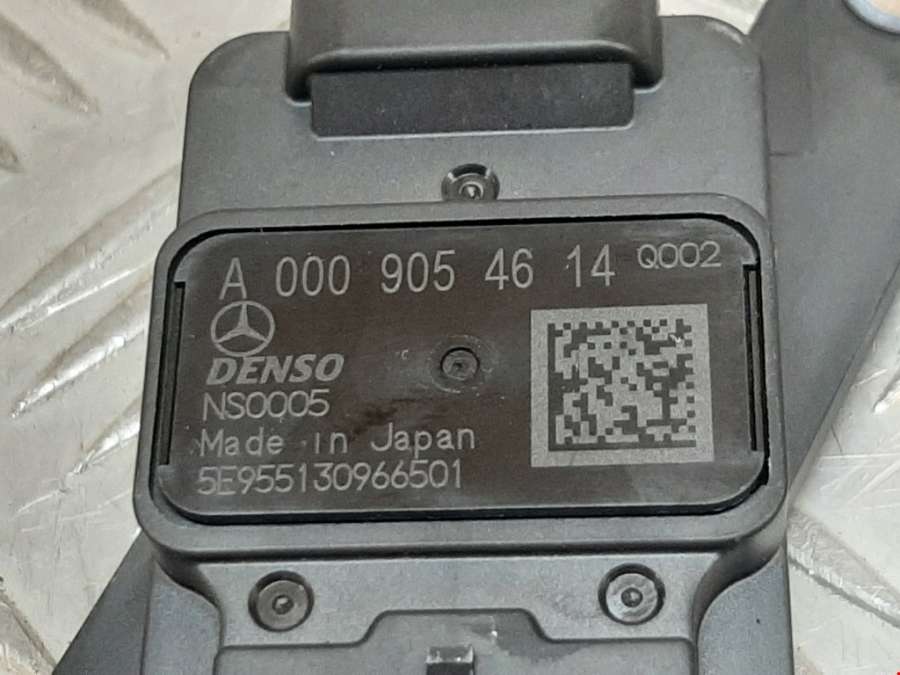 A 000 905 46 14 Q002
DENSO
NS0005
Made in Japan
5E955130966501